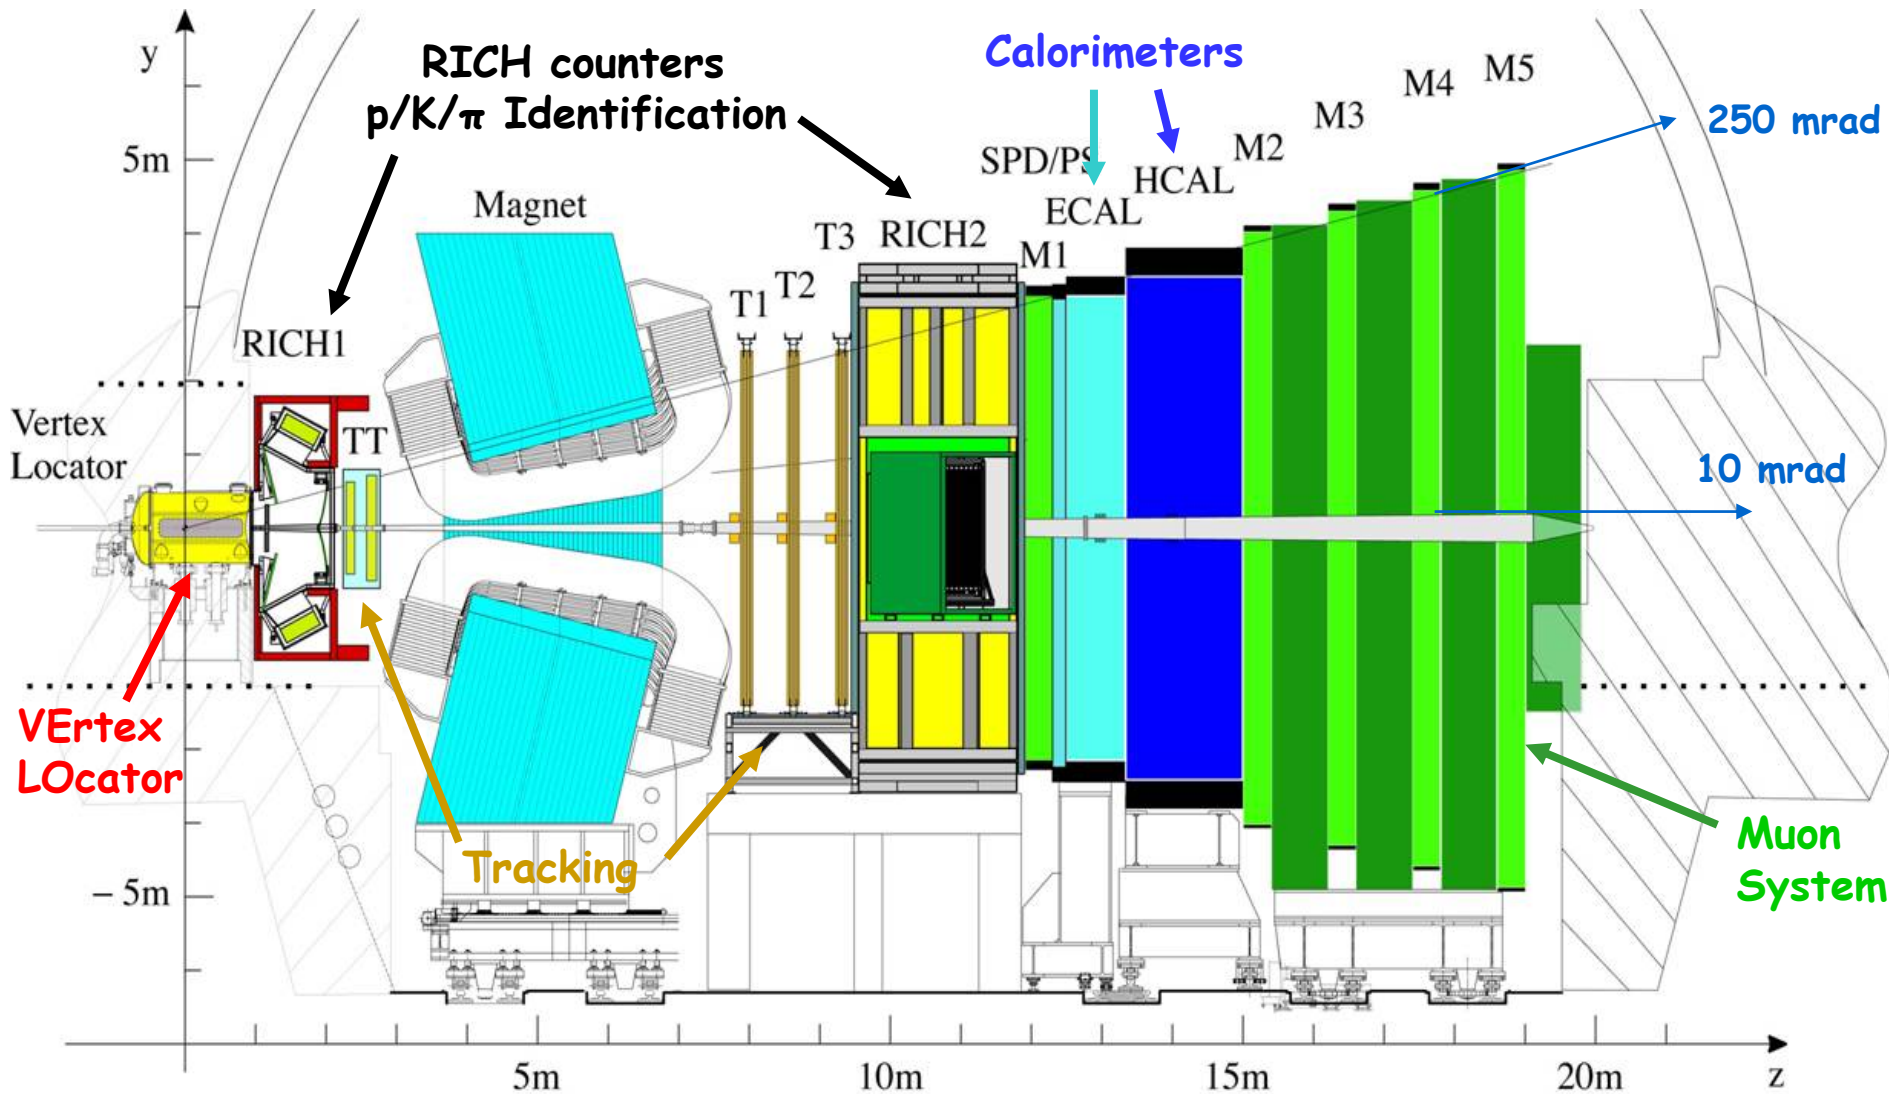 y
RICH counters
p/K/π Identification
Calorimeters
M5
M4
M3
M2
250 mrad
5m
SPD/PS
HCAL
ECAL
Magnet
T3
RICH2
M1
T2
T1
RICH1
Vertex
Locator
TT
10 mrad
VErtex
LOcator
Tracking
Muon
System
– 5m
5m
10m
15m
20m
z